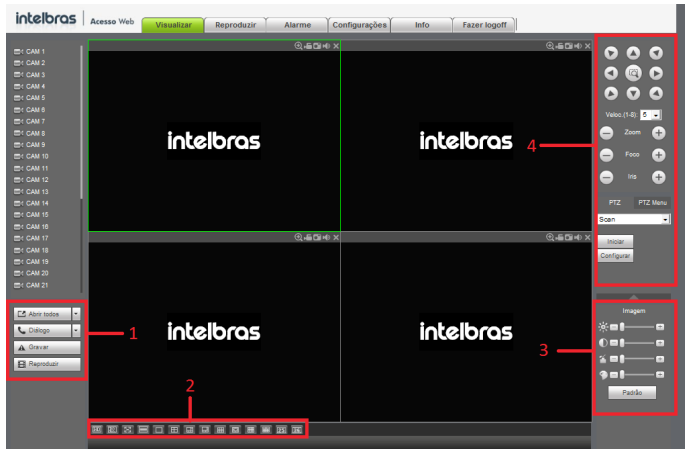 intelbras Acesso Web Visualizar Reproduzir Alarme Configurações Info Fazer logoff
CAM 1
CAM 2
CAM 3
CAM 4
CAM 5
CAM 6
CAM 7
CAM 8
CAM 9
CAM 10
CAM 11
CAM 12
CAM 13
CAM 14
CAM 15
CAM 16
CAM 17
CAM 18
CAM 19
CAM 20
CAM 21
Abrir todos
Diálogo
Gravar
Reproduzir
1
intelbras
intelbras
intelbras
intelbras
2
4
Veloc.(1-8): 5
Zoom
Foco
Iris
PTZ PTZ Menu
Scan
Iniciar
Configurar
3
Imagem
Padrão